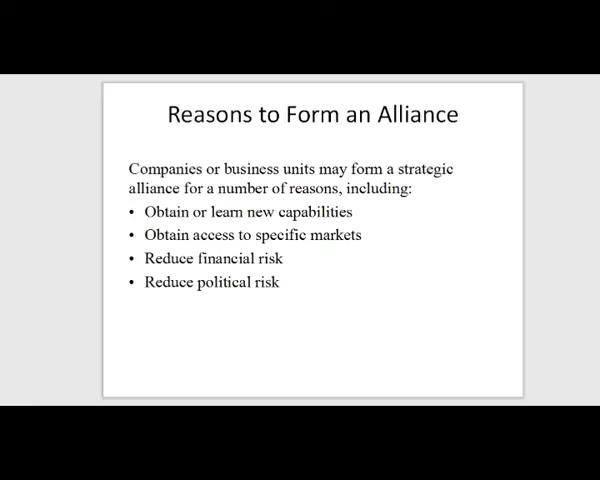 Reasons to Form an Alliance
Companies or business units may form a strategic
alliance for a number of reasons, including:
• Obtain or learn new capabilities
• Obtain access to specific markets
• Reduce financial risk
• Reduce political risk